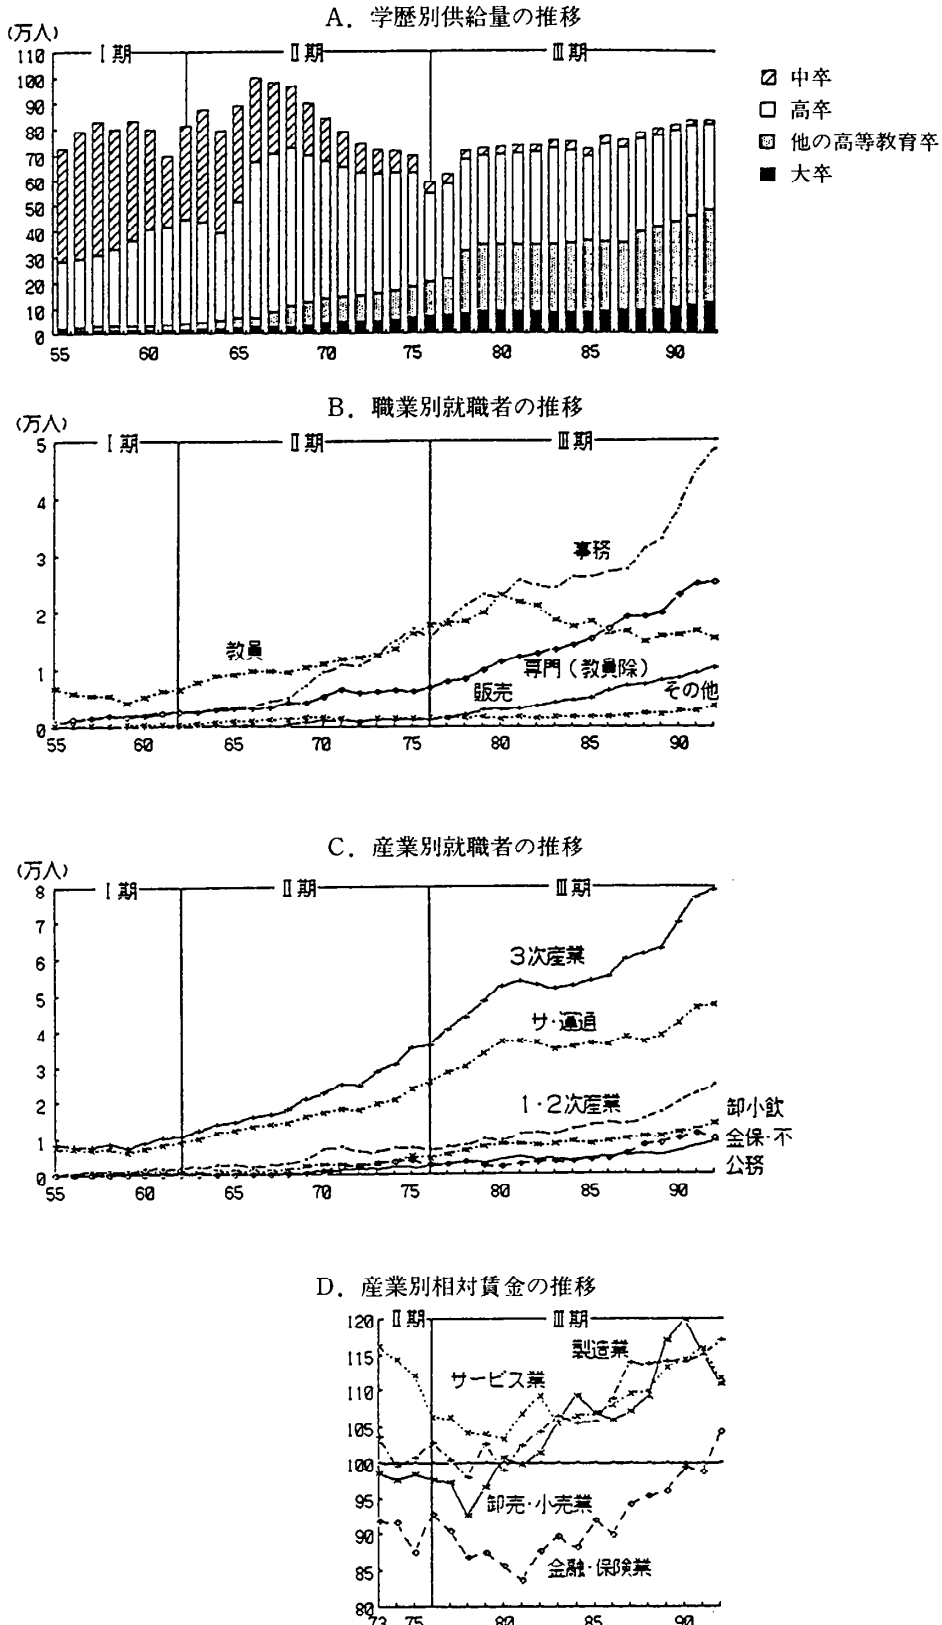 A．学歴別供給量の推移
(万人)
Ⅰ期 Ⅱ期 Ⅲ期
110
100
90
80
70
60
50
40
30
20
10
0
55 60 65 70 75 80 85 90
中卒
高卒
他の高等教育卒
大卒
B．職業別就職者の推移
(万人)
Ⅰ期 Ⅱ期 Ⅲ期
5
4
3
2
1
0
事務
教員
専門(教員除)
販売
その他
55 60 65 70 75 80 85 90
C．産業別就職者の推移
(万人)
Ⅰ期 Ⅱ期 Ⅲ期
8
7
6
5
4
3
2
1
0
3次産業
サ・運通
1・2次産業
卸小飲
金保・不
公務
55 60 65 70 75 80 85 90
D．産業別相対賃金の推移
Ⅱ期 Ⅲ期
120
115
110
105
100
95
90
85
80
製造業
サービス業
卸売・小売業
金融・保険業
73 75 80 85 90